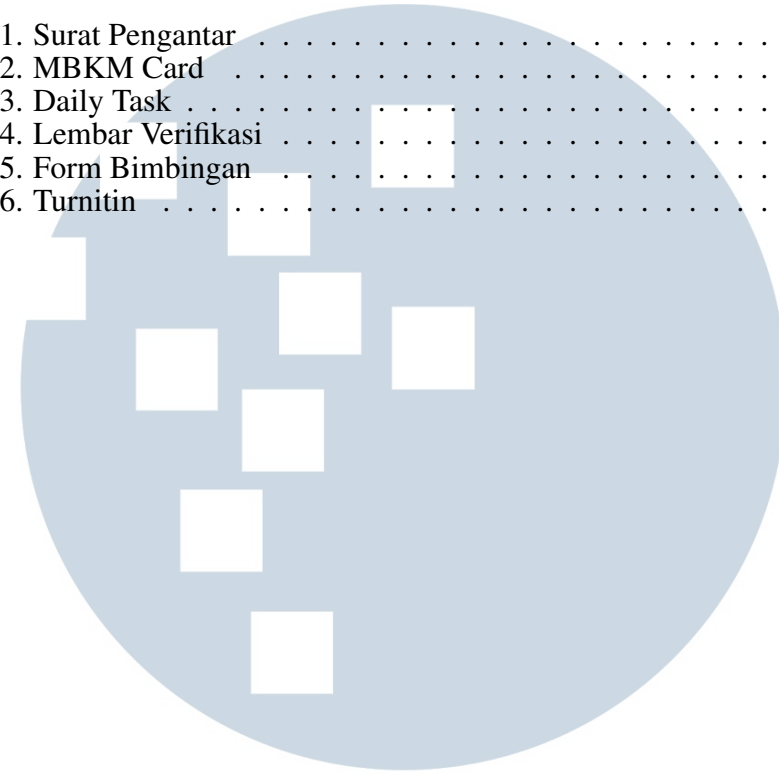 1. Surat Pengantar . . . . . . . . . . . . . . . . . . . . . .
2. MBKM Card . . . . . . . . . . . . . . . . . . . . . . .
3. Daily Task . . . . . . . . . . . . . . . . . . . . . . . . .
4. Lembar Verifikasi . . . . . . . . . . . . . . . . . . . . .
5. Form Bimbingan . . . . . . . . . . . . . . . . . . . . .
6. Turnitin . . . . . . . . . . . . . . . . . . . . . . . . . .